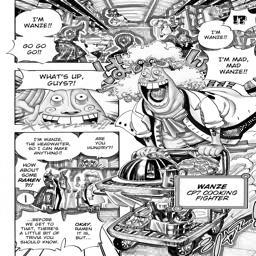 I'M
WANZE!!
GO GO
GO!!
I'M
WANZE!!
I'M MAD,
MAD
WANZE!!
WHAT'S UP,
GUYS?!
I'M WANZE,
THE HEADWAITER,
SO I CAN MAKE
ANYTHING!!
ARE
YOU
HUNGRY?!
HOW
ABOUT
SOME
RAMEN
?!!
WANZE
CP7 COOKING
FIGHTER
...BEFORE
WE GET TO
THAT, THERE'S A
LITTLE BIT OF
TRIVIA YOU
SHOULD KNOW.
OKAY,
RAMEN
IT IS,
BUT...